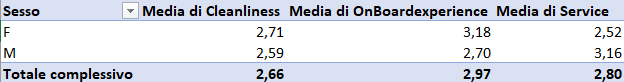 Sesso Media di Cleanliness Media di OnBoardexperience Media di Service
F 2,71 3,18 2,52
M 2,59 2,70 3,16
Totale complessivo 2,66 2,97 2,80